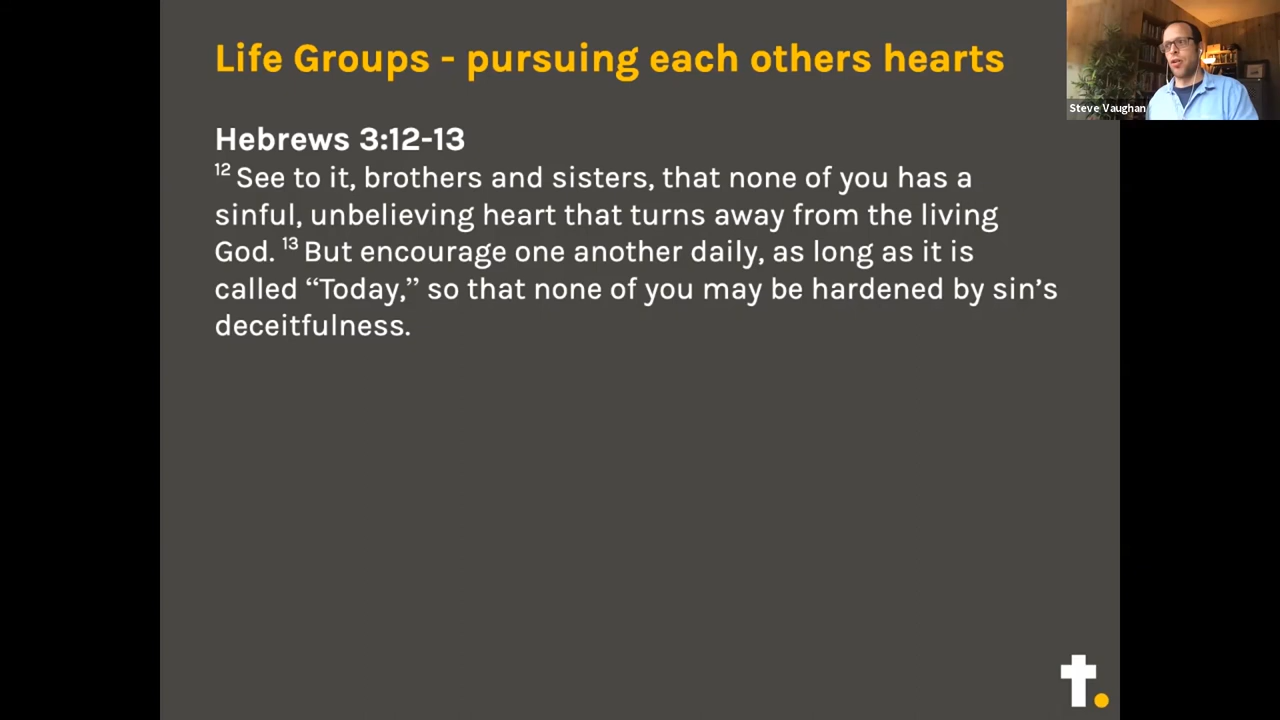 Life Groups - pursuing each others hearts
Steve Vaughan
Hebrews 3:12-13
12 See to it, brothers and sisters, that none of you has a
sinful, unbelieving heart that turns away from the living
God. 13 But encourage one another daily, as long as it is
called “Today,” so that none of you may be hardened by sin’s
deceitfulness.